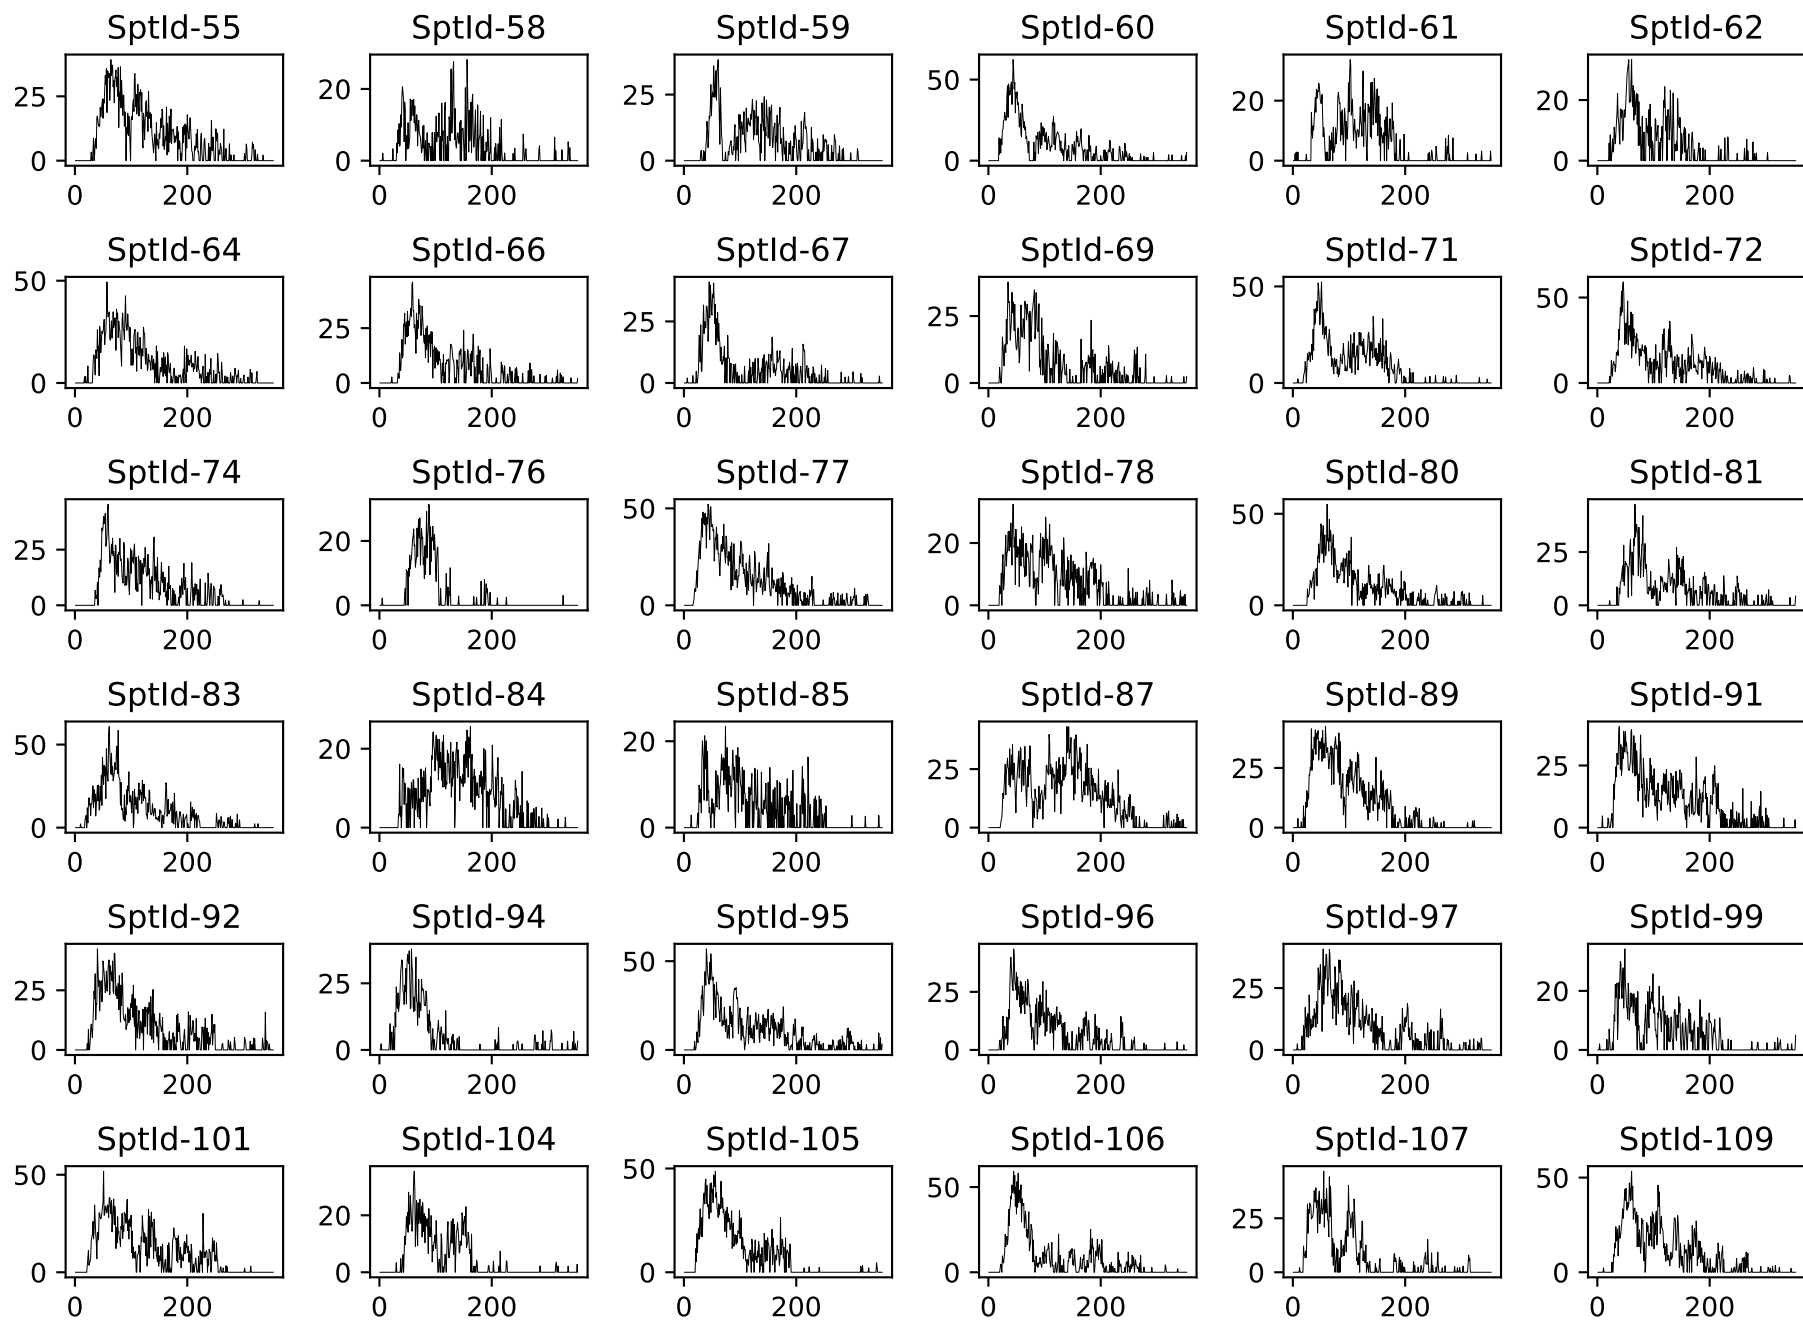 SptId-55 SptId-58 SptId-59 SptId-60 SptId-61 SptId-62
25 0 20 0 25 0 50 0 20 0 20 0
0 200 0 200 0 200 0 200 0 200 0 200
SptId-64 SptId-66 SptId-67 SptId-69 SptId-71 SptId-72
50 0 25 0 25 0 25 0 50 0 50 0
0 200 0 200 0 200 0 200 0 200 0 200
SptId-74 SptId-76 SptId-77 SptId-78 SptId-80 SptId-81
25 0 20 0 50 0 20 0 50 0 25 0
0 200 0 200 0 200 0 200 0 200 0 200
SptId-83 SptId-84 SptId-85 SptId-87 SptId-89 SptId-91
50 0 20 0 20 0 25 0 25 0 25 0
0 200 0 200 0 200 0 200 0 200 0 200
SptId-92 SptId-94 SptId-95 SptId-96 SptId-97 SptId-99
25 0 25 0 50 0 25 0 25 0 20 0
0 200 0 200 0 200 0 200 0 200 0 200
SptId-101 SptId-104 SptId-105 SptId-106 SptId-107 SptId-109
50 0 20 0 50 0 50 0 25 0 50 0
0 200 0 200 0 200 0 200 0 200 0 200